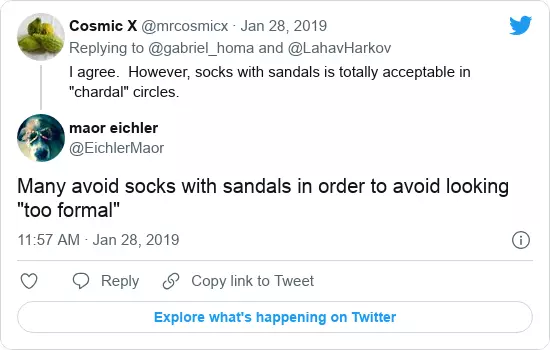 Cosmic X @mrcosmicx · Jan 28, 2019
Replying to @gabriel_homa and @LahavHarkov
I agree.  However, socks with sandals is totally acceptable in
"chardal" circles.
maor eichler
@EichlerMaor
Many avoid socks with sandals in order to avoid looking
"too formal"
11:57 AM · Jan 28, 2019
Reply
Copy link to Tweet
Explore what's happening on Twitter